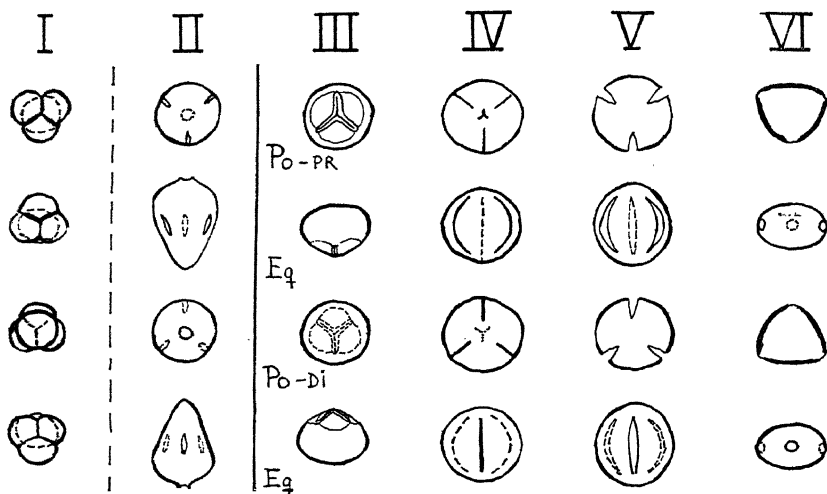 I II III IV V VI
Po-PR
Eq
Po-Di
Eq